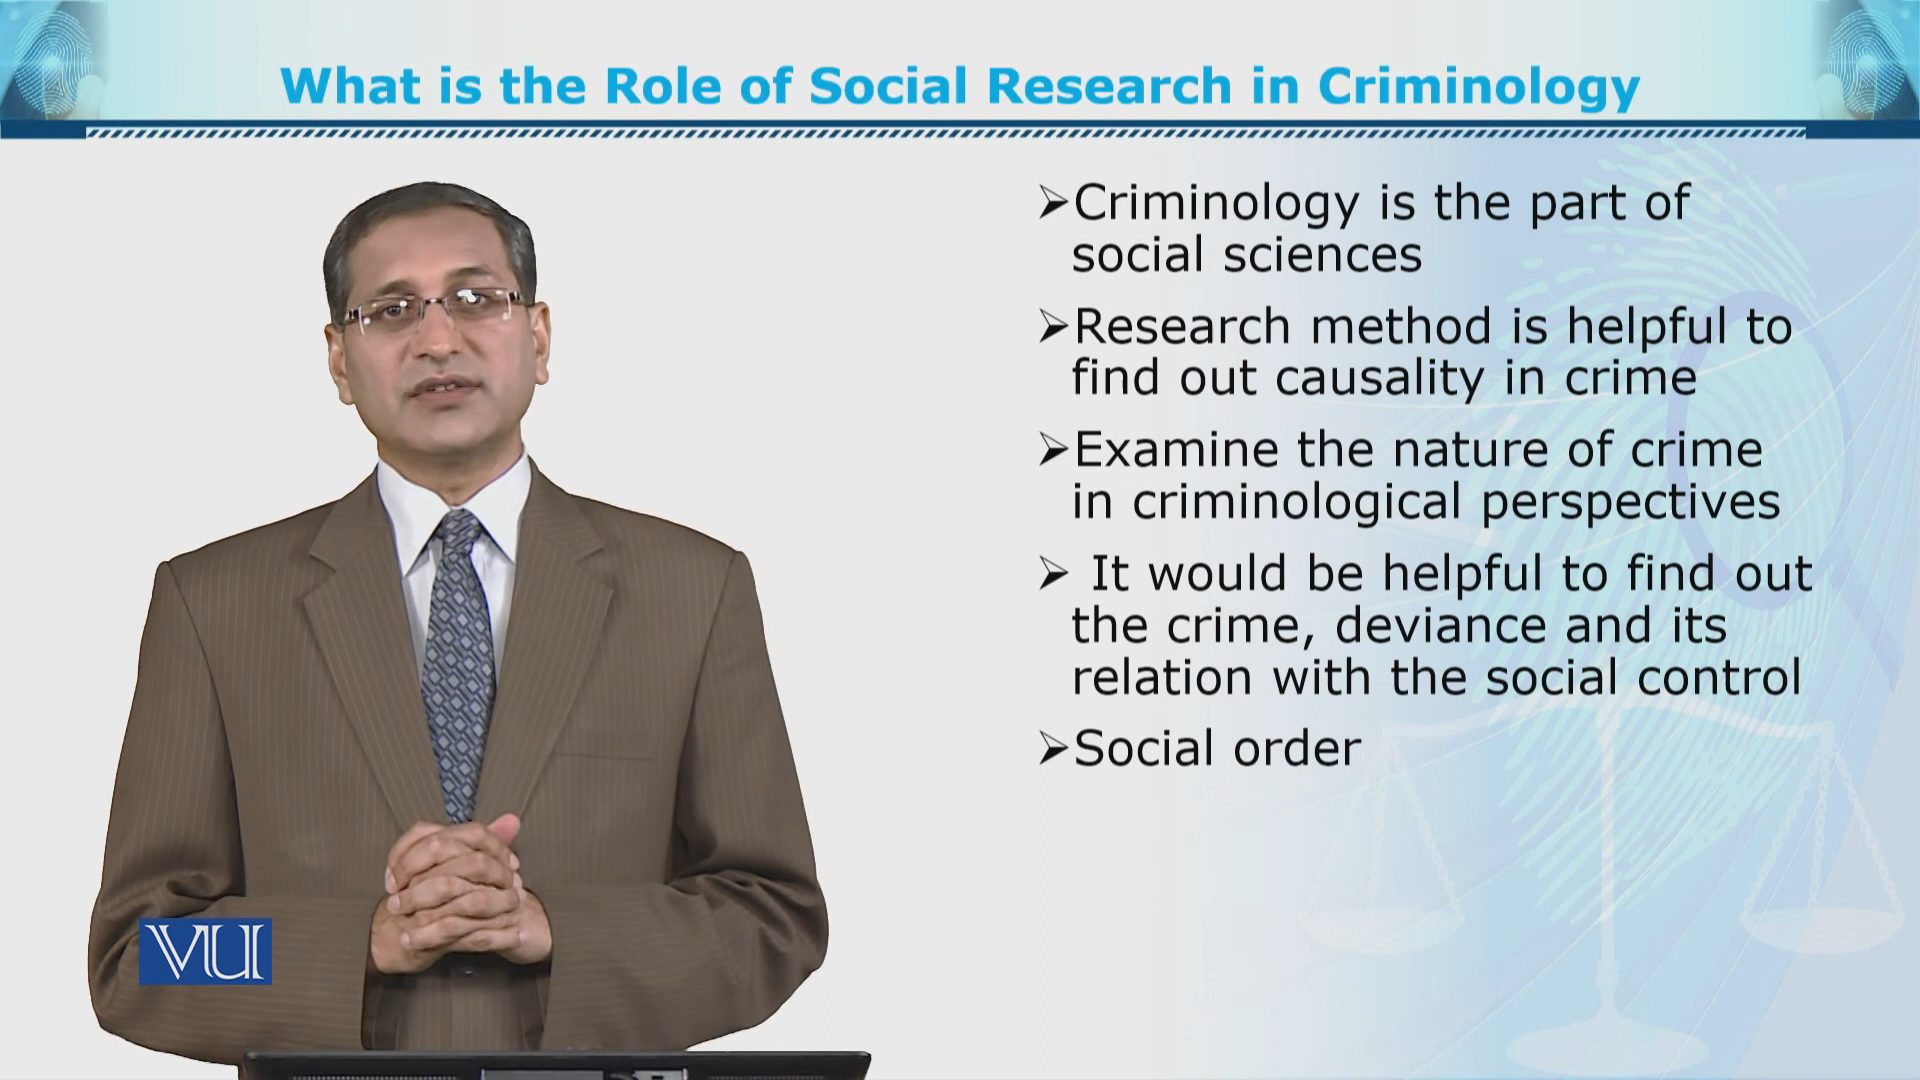 What is the Role of Social Research in Criminology
➢Criminology is the part of
social sciences
➢Research method is helpful to
find out causality in crime
➢Examine the nature of crime
in criminological perspectives
➢ It would be helpful to find out
the crime, deviance and its
relation with the social control
➢Social order
VU